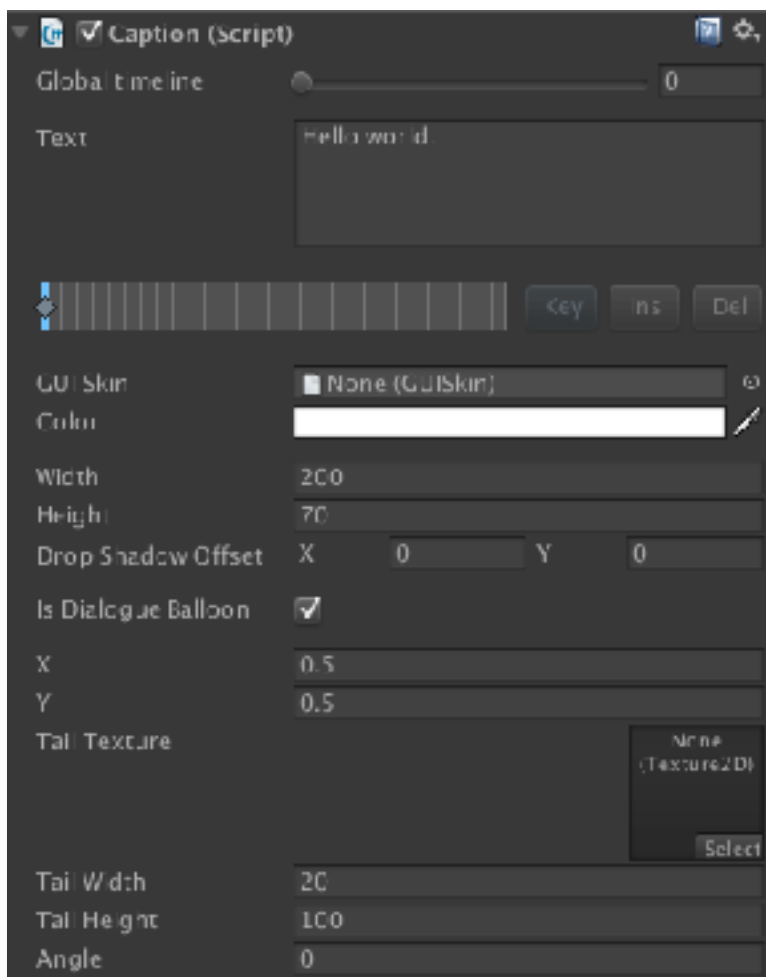 Caption (Script)
Global timeline 0
Text Hello world.
Key Ins Del
GUI Skin None (GUISkin)
Color
Width 200
Height 70
Drop Shadow Offset X 0 Y 0
Is Dialogue Balloon
X 0.5
Y 0.5
Tail Texture None
(Texture2D)
Select
Tail Width 20
Tail Height 100
Angle 0